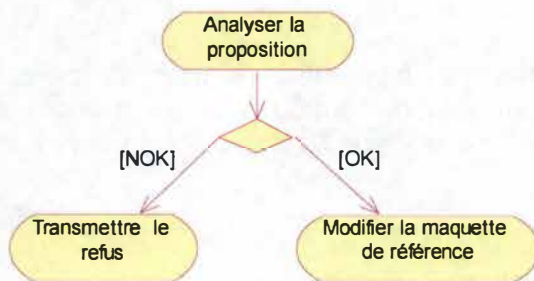 Analyser la
proposition
[NOK]
[OK]
Transmettre le
refus
Modifier la maquette
de référence